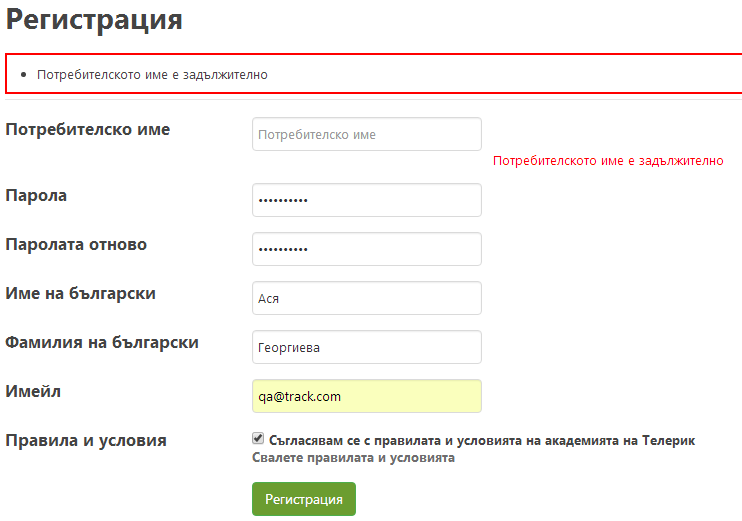 Регистрация
Потребителското име е задължително
Потребителско име
Потребителско име
Потребителското име е задължително
Парола
••••••••••
Паролата отново
••••••••••
Име на български
Ася
Фамилия на български
Георгиева
Имейл
qa@track.com
Правила и условия
Съгласявам се с правилата и условията на академията на Телерик
Свалете правилата и условията
Регистрация